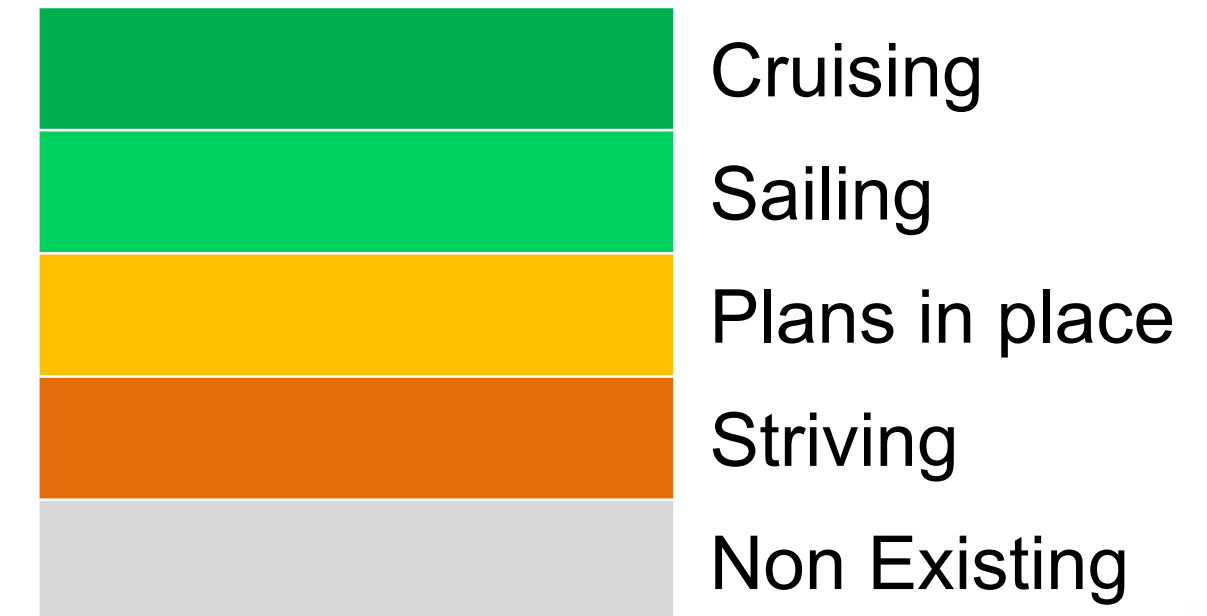 Cruising
Sailing
Plans in place
Striving
Non Existing